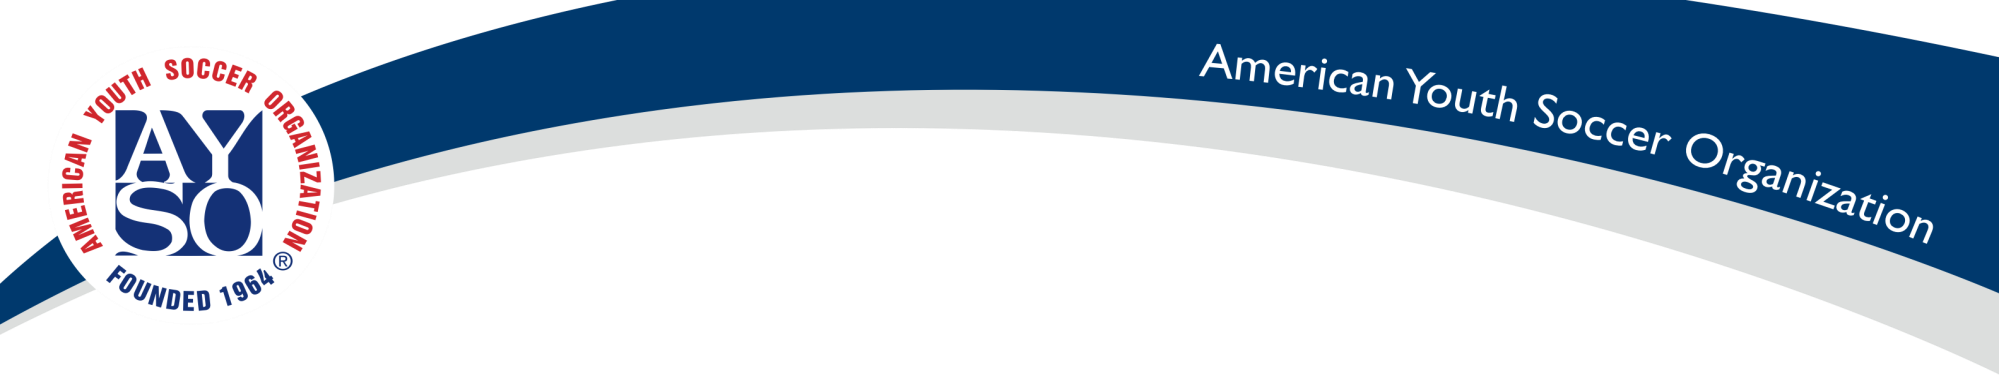 AMERICAN YOUTH SOCCER ORGANIZATION
AY
SO
®
FOUNDED 1964
American Youth Soccer Organization